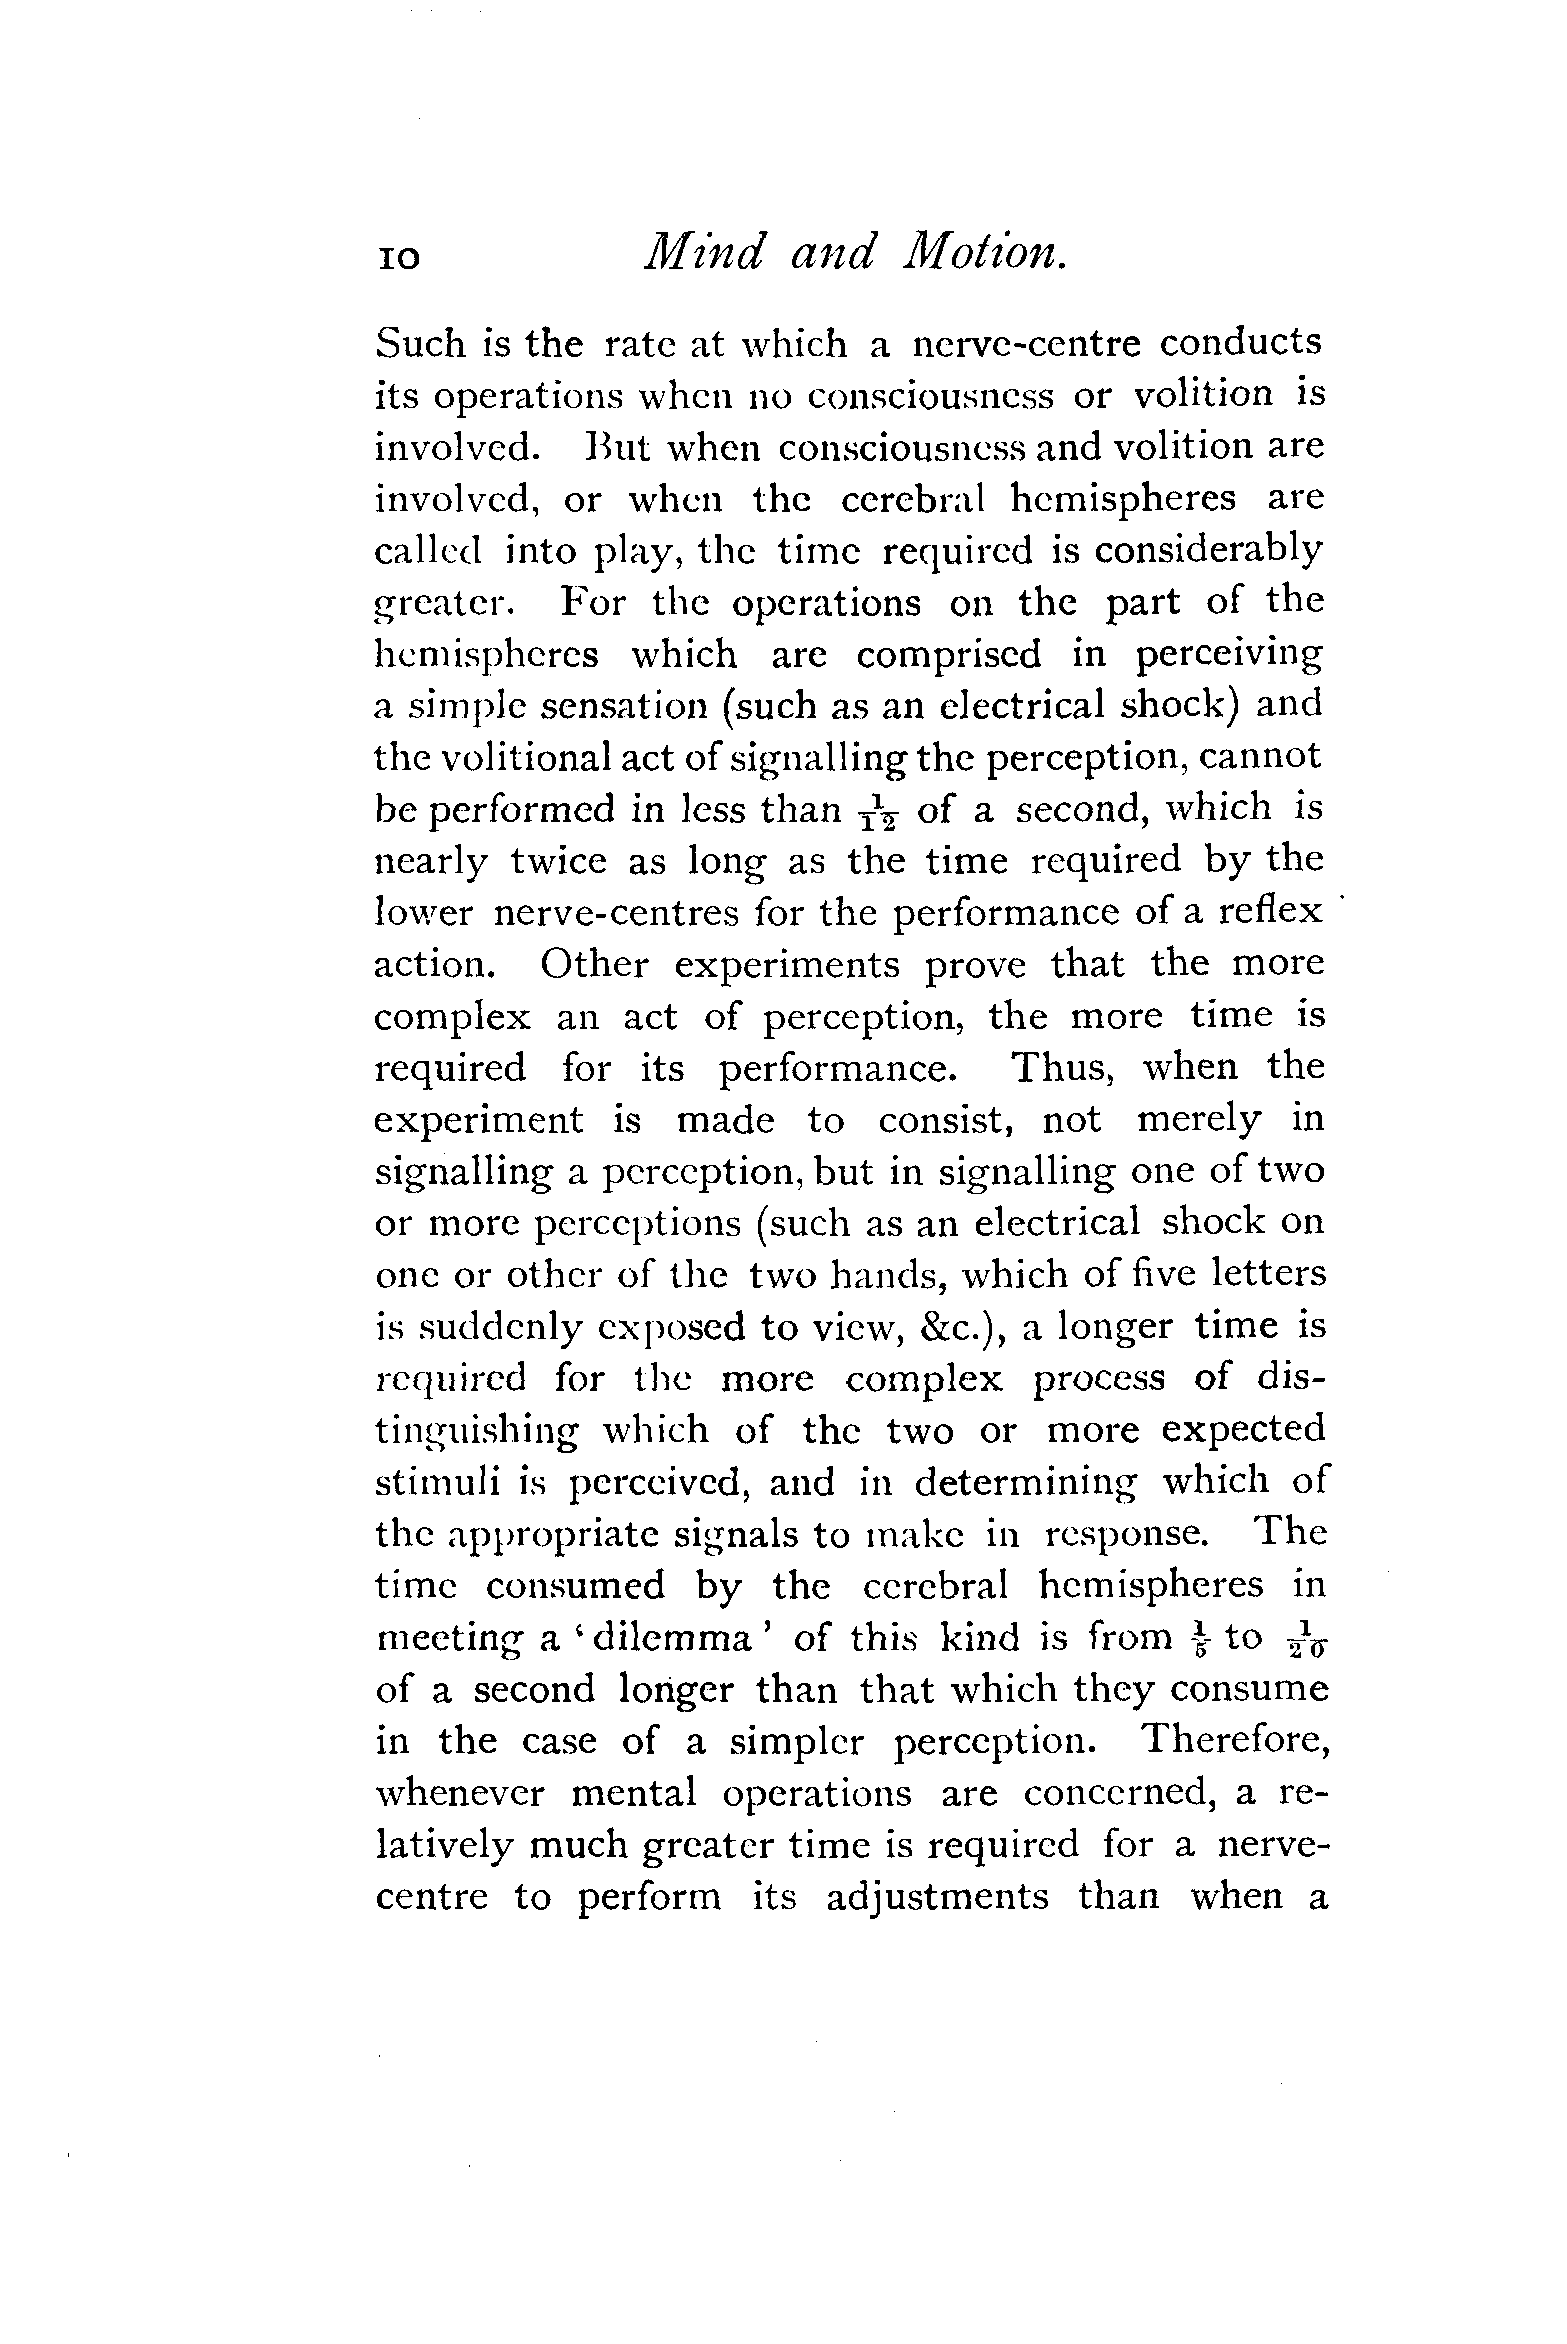 10 Mind and Motion.
Such is the rate at which a nerve-centre conducts
its operations when no consciousness or volition is
involved. But when consciousness and volition are
involved, or when the cerebral hemispheres are
called into play, the time required is considerably
greater. For the operations on the part of the
hemispheres which are comprised in perceiving
a simple sensation (such as an electrical shock) and
the volitional act of signalling the perception, cannot
be performed in less than 1/12 of a second, which is
nearly twice as long as the time required by the
lower nerve-centres for the performance of a reflex
action. Other experiments prove that the more
complex an act of perception, the more time is
required for its performance. Thus, when the
experiment is made to consist, not merely in
signalling a perception, but in signalling one of two
or more perceptions (such as an electrical shock on
one or other of the two hands, which of five letters
is suddenly exposed to view, &c.), a longer time is
required for the more complex process of dis-
tinguishing which of the two or more expected
stimuli is perceived, and in determining which of
the appropriate signals to make in response. The
time consumed by the cerebral hemispheres in
meeting a ‘dilemma’ of this kind is from 1/5 to 1/20
of a second longer than that which they consume
in the case of a simpler perception. Therefore,
whenever mental operations are concerned, a re-
latively much greater time is required for a nerve-
centre to perform its adjustments than when a